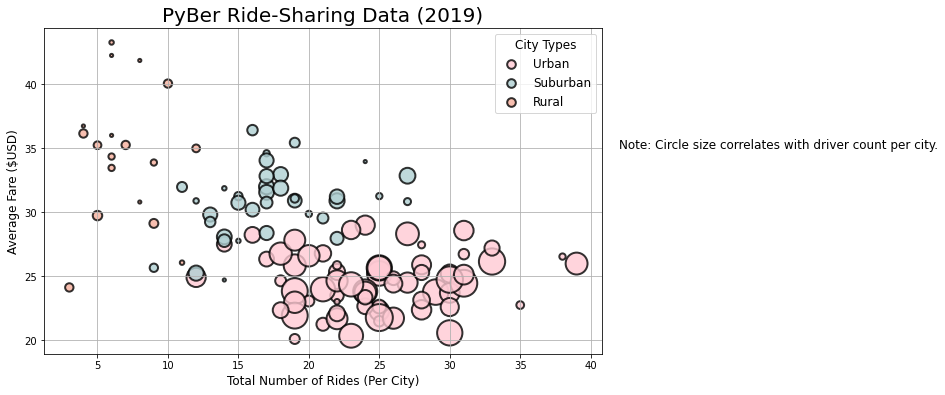 PyBer Ride-Sharing Data (2019)
City Types
Urban
Suburban
Rural
Note: Circle size correlates with driver count per city.
Average Fare ($USD)
40
35
30
25
20
5 10 15 20 25 30 35 40
Total Number of Rides (Per City)